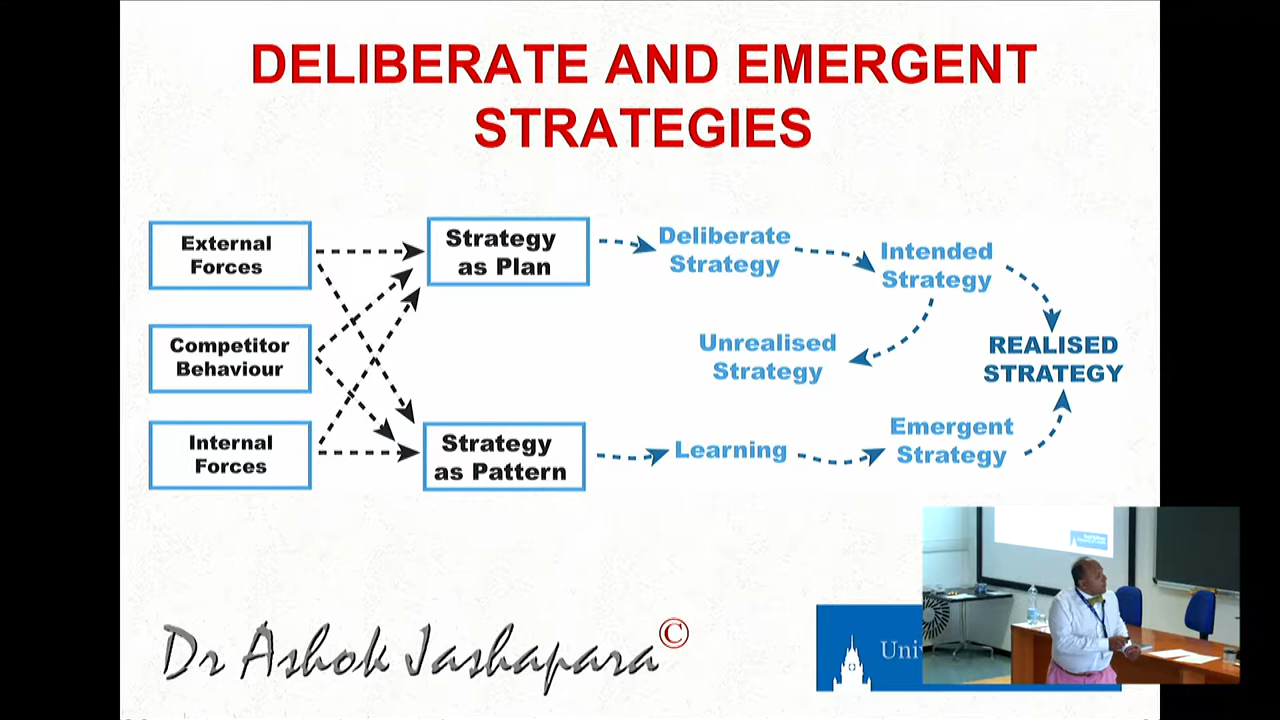 DELIBERATE AND EMERGENT
STRATEGIES
External
Forces
Competitor
Behaviour
Internal
Forces
Strategy
as Plan
Strategy
as Pattern
Deliberate
Strategy
Intended
Strategy
Unrealised
Strategy
REALISED
STRATEGY
Learning
Emergent
Strategy
Dr Ashok Jashapara©
Uni